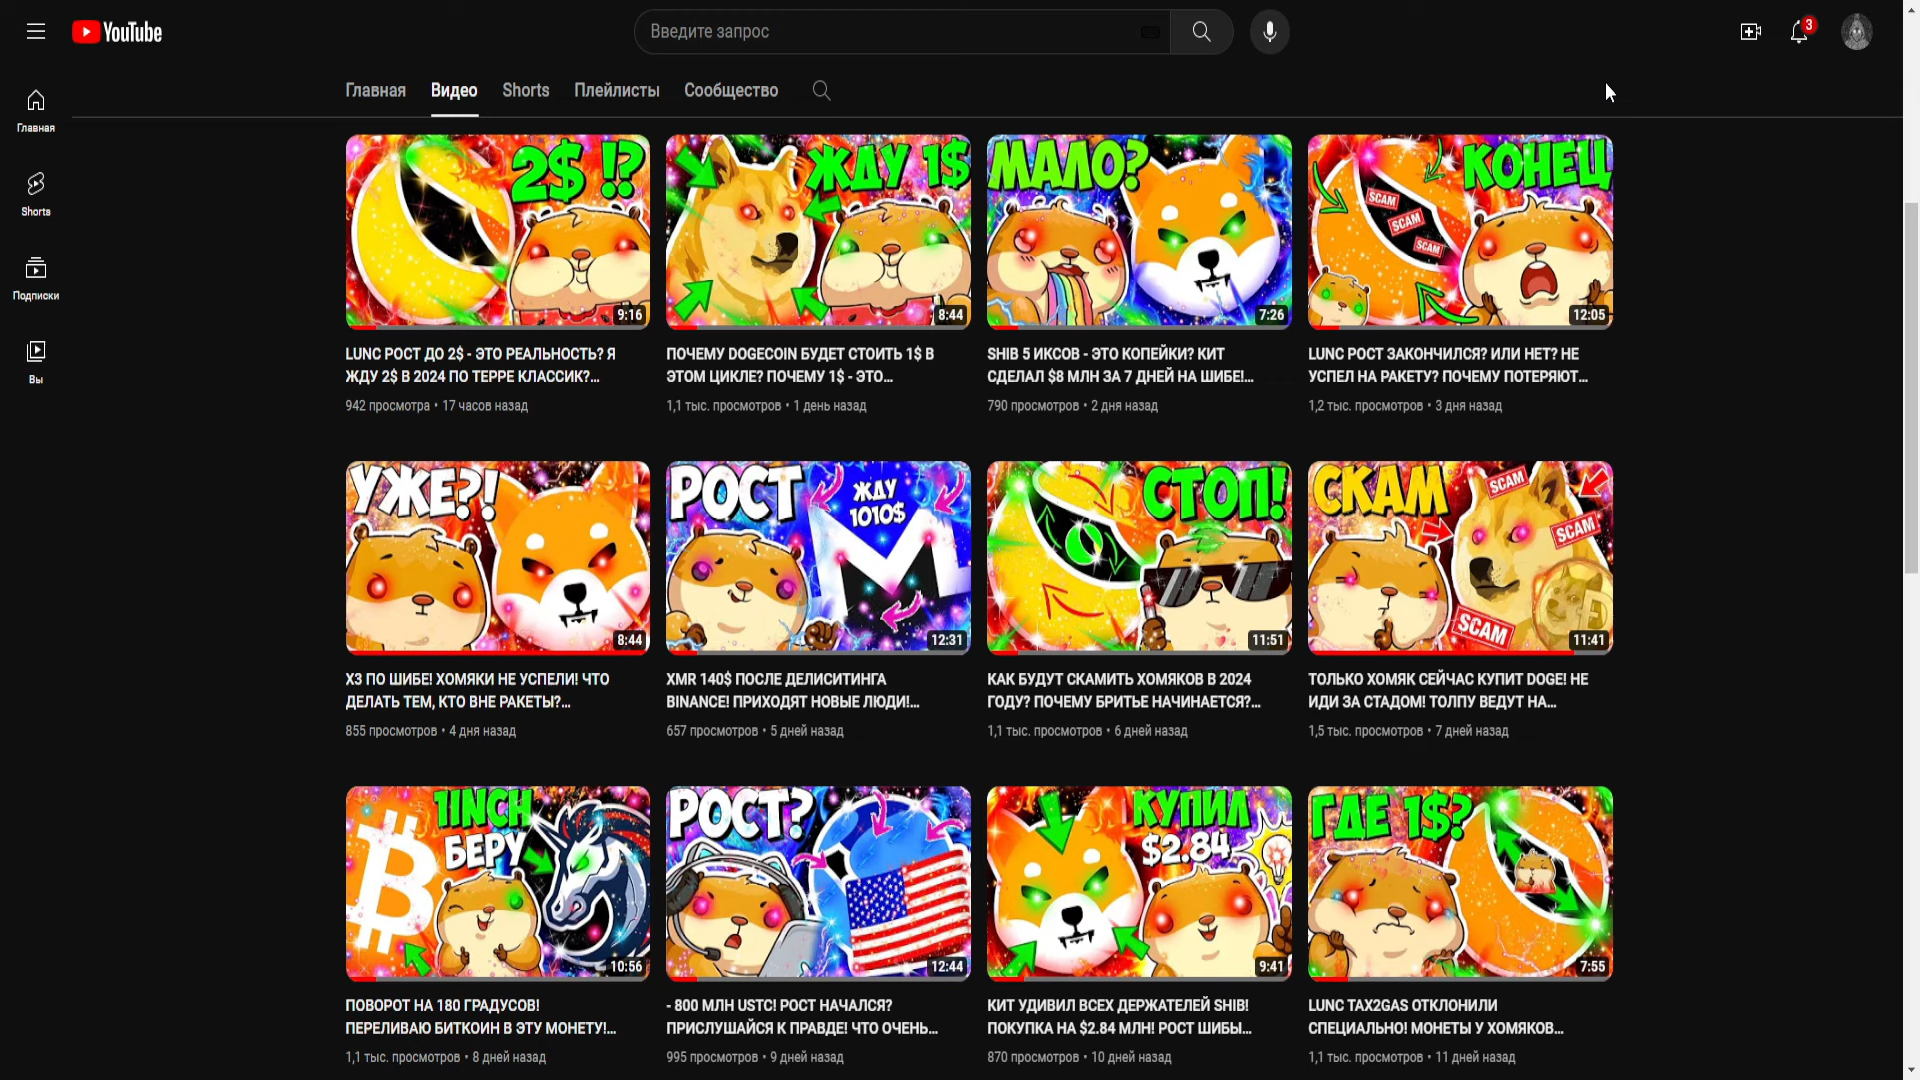 YouTube
Введите запрос
3
Главная
Видео
Shorts
Плейлисты
Сообщество
Главная
Shorts
Подписки
Вы
2$ !?
9:16
ЖДУ 1$
8:44
МАЛО?
7:26
КОНЕЦ
SCAM
SCAM
SCAM
12:05
LUNC РОСТ ДО 2$ - ЭТО РЕАЛЬНОСТЬ? Я
ЖДУ 2$ В 2024 ПО ТЕРРЕ КЛАССИК?...
942 просмотра • 17 часов назад
ПОЧЕМУ DOGECOIN БУДЕТ СТОИТЬ 1$ В
ЭТОМ ЦИКЛЕ? ПОЧЕМУ 1$ - ЭТО...
1,1 тыс. просмотров • 1 день назад
SHIB 5 ИКСОВ - ЭТО КОПЕЙКИ? КИТ
СДЕЛАЛ $8 МЛН ЗА 7 ДНЕЙ НА ШИБЕ!...
790 просмотров • 2 дня назад
LUNC РОСТ ЗАКОНЧИЛСЯ? ИЛИ НЕТ? НЕ
УСПЕЛ НА РАКЕТУ? ПОЧЕМУ ПОТЕРЯЮТ...
1,2 тыс. просмотров • 3 дня назад
УЖЕ?!
8:44
РОСТ
ЖДУ
1010$
12:31
СТОП!
11:51
СКАМ
SCAM
SCAM
SCAM
11:41
X3 ПО ШИБЕ! ХОМЯКИ НЕ УСПЕЛИ! ЧТО
ДЕЛАТЬ ТЕМ, КТО ВНЕ РАКЕТЫ?...
855 просмотров • 4 дня назад
XMR 140$ ПОСЛЕ ДЕЛИСИТИНГА
BINANCE! ПРИХОДЯТ НОВЫЕ ЛЮДИ!...
657 просмотров • 5 дней назад
КАК БУДУТ СКАМИТЬ ХОМЯКОВ В 2024
ГОДУ? ПОЧЕМУ БРИТЬЕ НАЧИНАЕТСЯ?...
1,1 тыс. просмотров • 6 дней назад
ТОЛЬКО ХОМЯК СЕЙЧАС КУПИТ DOGE! НЕ
ИДИ ЗА СТАДОМ! ТОЛПУ ВЕДУТ НА...
1,5 тыс. просмотров • 7 дней назад
1INCH
БЕРУ
10:56
РОСТ?
12:44
КУПИЛ
$2.84
9:41
ГДЕ 1$?
7:55
ПОВОРОТ НА 180 ГРАДУСОВ!
ПЕРЕЛИВАЮ БИТКОИН В ЭТУ МОНЕТУ!...
1,1 тыс. просмотров • 8 дней назад
- 800 МЛН USTC! РОСТ НАЧАЛСЯ?
ПРИСЛУШАЙСЯ К ПРАВДЕ! ЧТО ОЧЕНЬ...
995 просмотров • 9 дней назад
КИТ УДИВИЛ ВСЕХ ДЕРЖАТЕЛЕЙ SHIB!
ПОКУПКА НА $2.84 МЛН! РОСТ ШИБЫ...
870 просмотров • 10 дней назад
LUNC TAX2GAS ОТКЛОНИЛИ
СПЕЦИАЛЬНО! МОНЕТЫ У ХОМЯКОВ...
1,1 тыс. просмотров • 11 дней назад